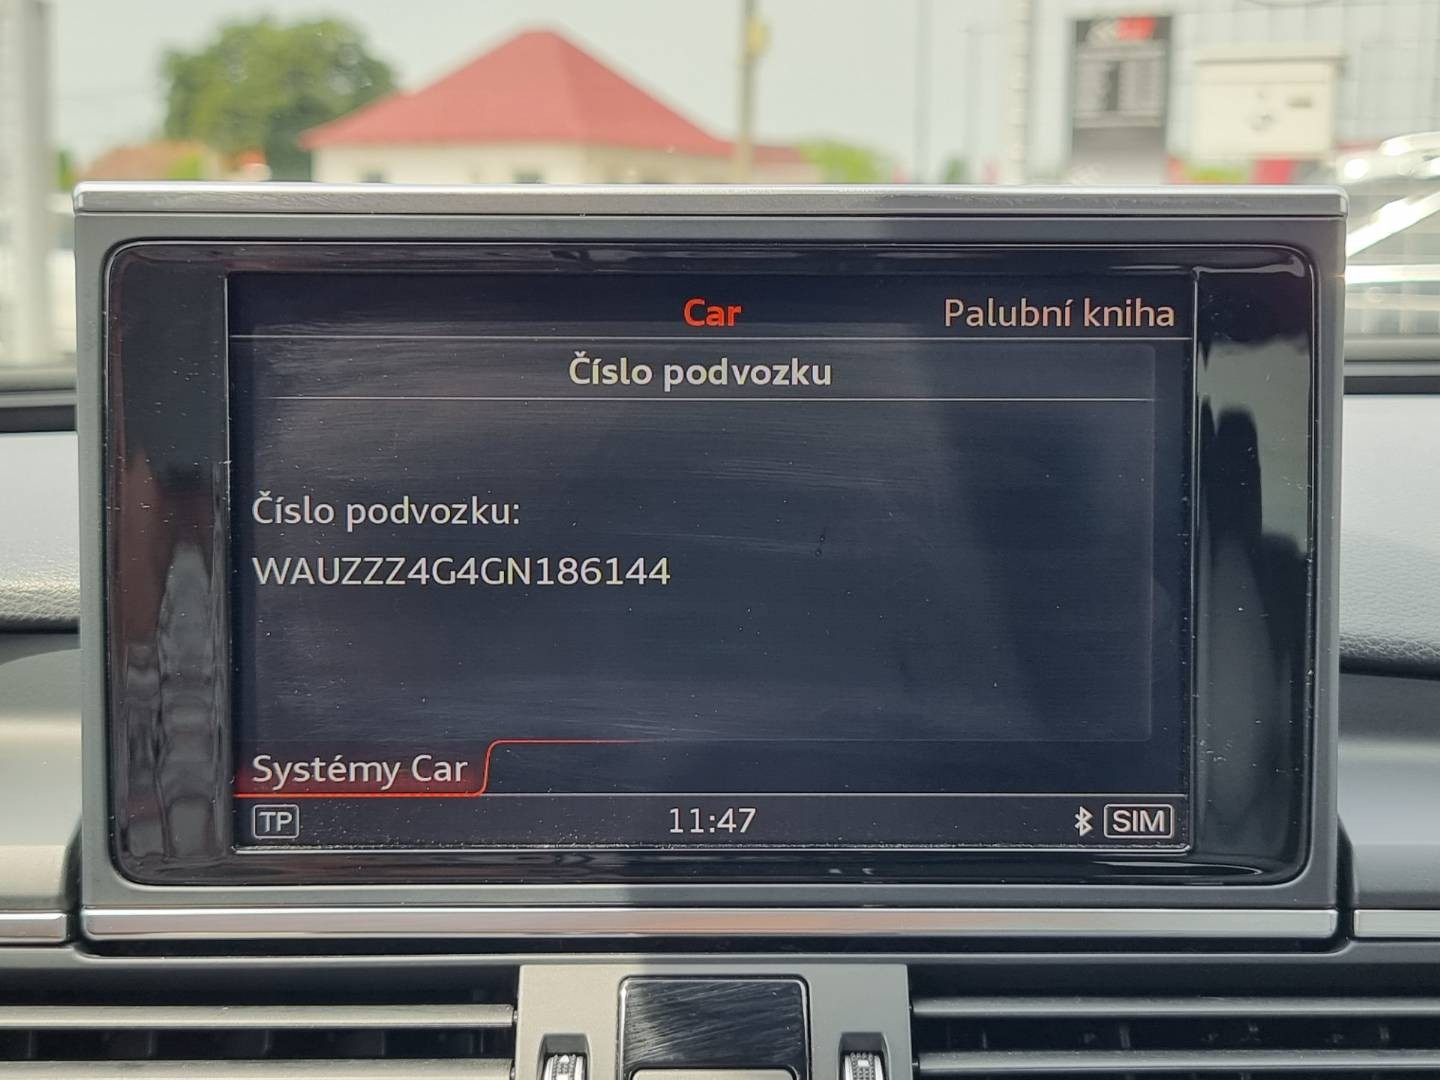 Car
Palubní kniha
Číslo podvozku
Číslo podvozku:
WAUZZZ4G4GN186144
Systémy Car
TP
11:47
SIM